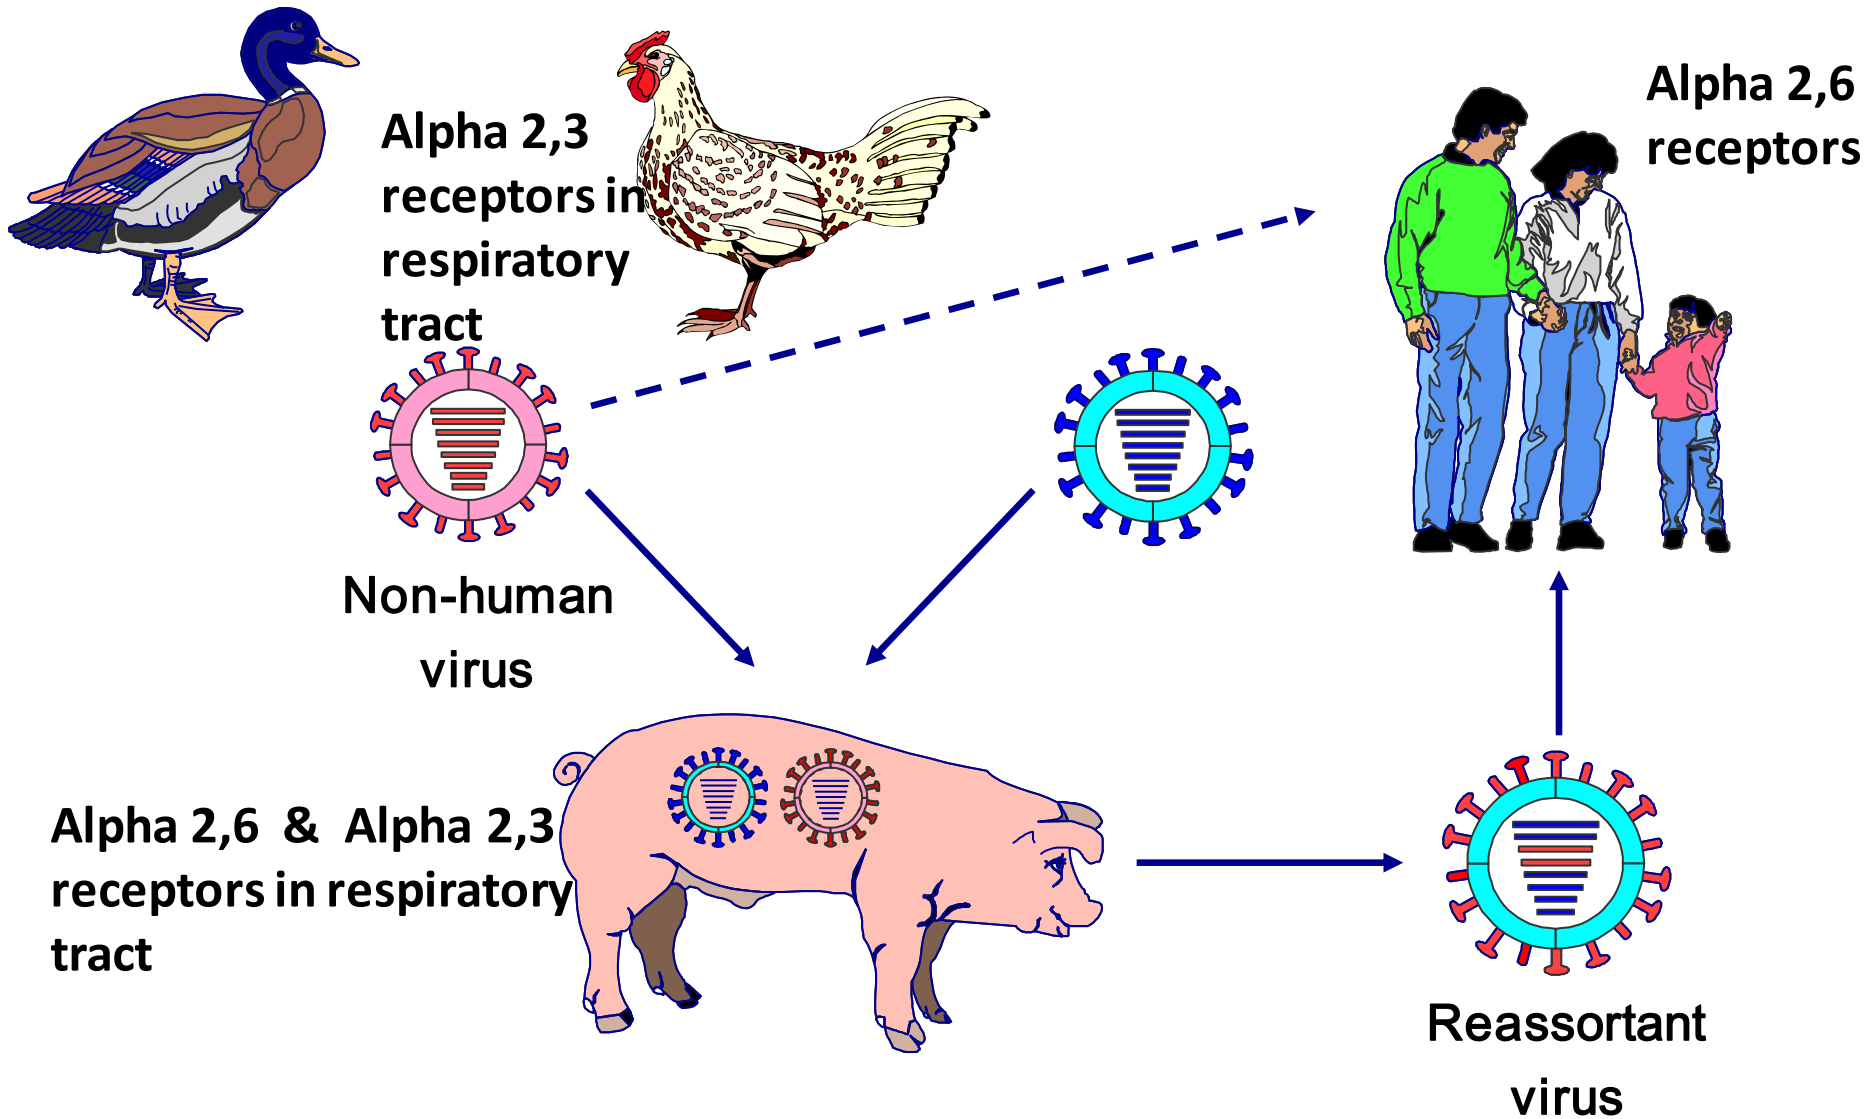 Alpha 2,3
receptors in
respiratory
tract
Alpha 2,6
receptors
Non-human
virus
Alpha 2,6 & Alpha 2,3
receptors in respiratory
tract
Reassortant
virus